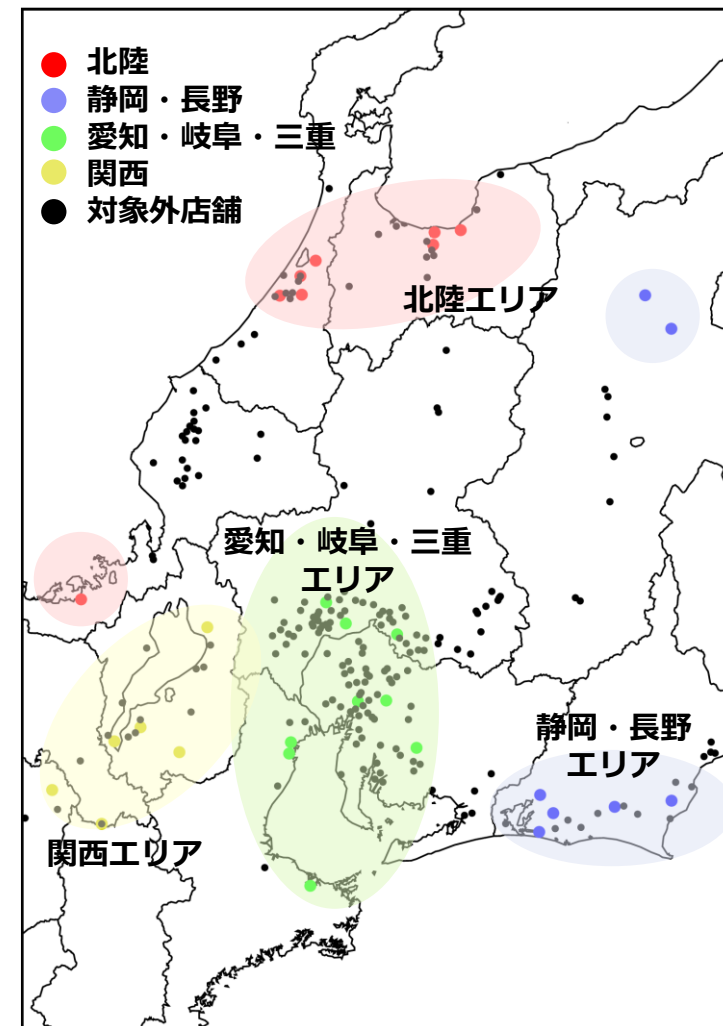 北陸
静岡・長野
愛知・岐阜・三重
関西
対象外店舗
北陸エリア
愛知・岐阜・三重
エリア
静岡・長野
エリア
関西エリア